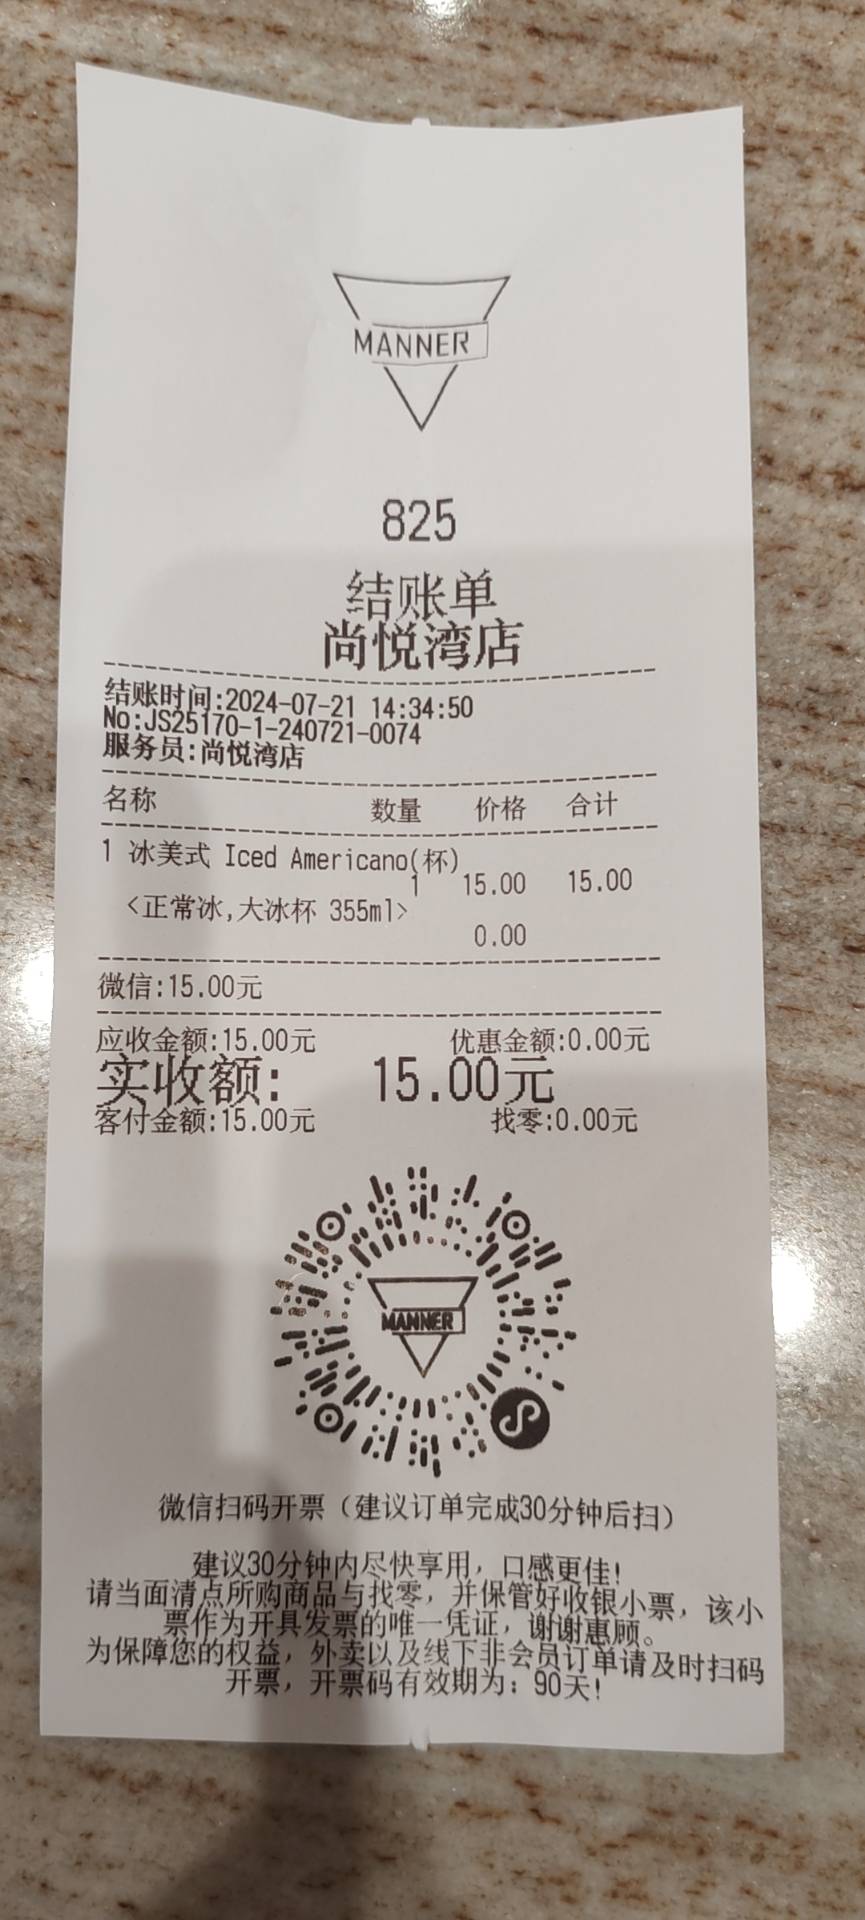 MANNER
825
结账单
尚悦湾店
结账时间:2024-07-21 14:34:50
No:JS25170-1-240721-0074
服务员:尚悦湾店
名称 数量 价格 合计
1 冰美式 Iced Americano(杯)
1 15.00 15.00
<正常冰,大冰杯 355ml>
0.00
微信:15.00元
应收金额:15.00元 优惠金额:0.00元
实收额: 15.00元
客付金额:15.00元 找零:0.00元
MANNER
微信扫码开票（建议订单完成30分钟后扫）
建议30分钟内尽快享用，口感更佳!
请当面清点所购商品与找零，并保管好收银小票，该小
票作为开具发票的唯一凭证，谢谢惠顾。
为保障您的权益，外卖以及线下非会员订单请及时扫码
开票，开票码有效期为：90天!